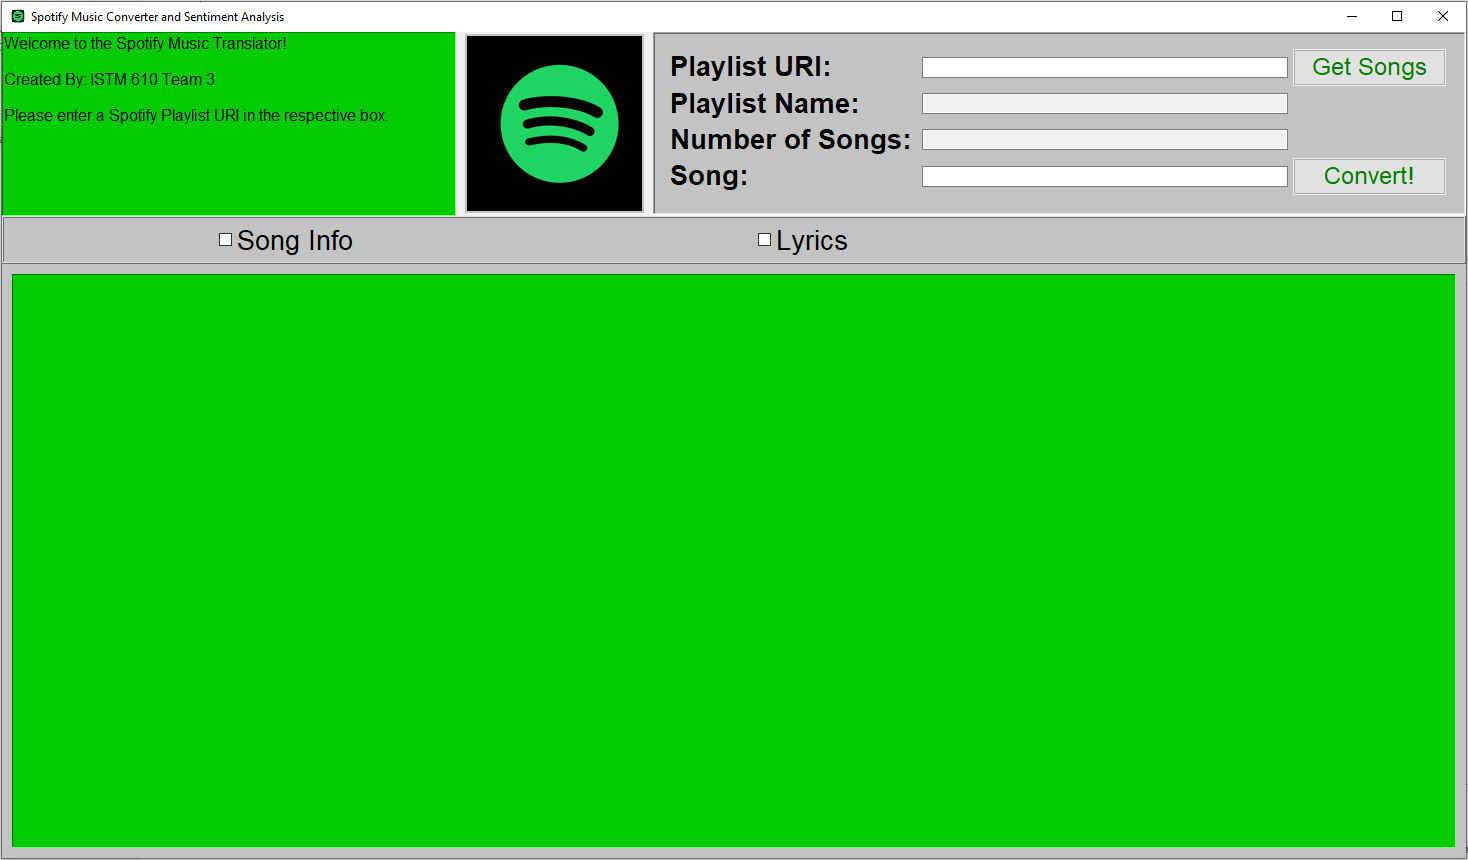 Spotify Music Converter and Sentiment Analysis
Welcome to the Spotify Music Translator!
Created By: ISTM 610 Team 3
Please enter a Spotify Playlist URI in the respective box.
Playlist URI:
Get Songs
Playlist Name:
Number of Songs:
Song:
Convert!
Song Info
Lyrics